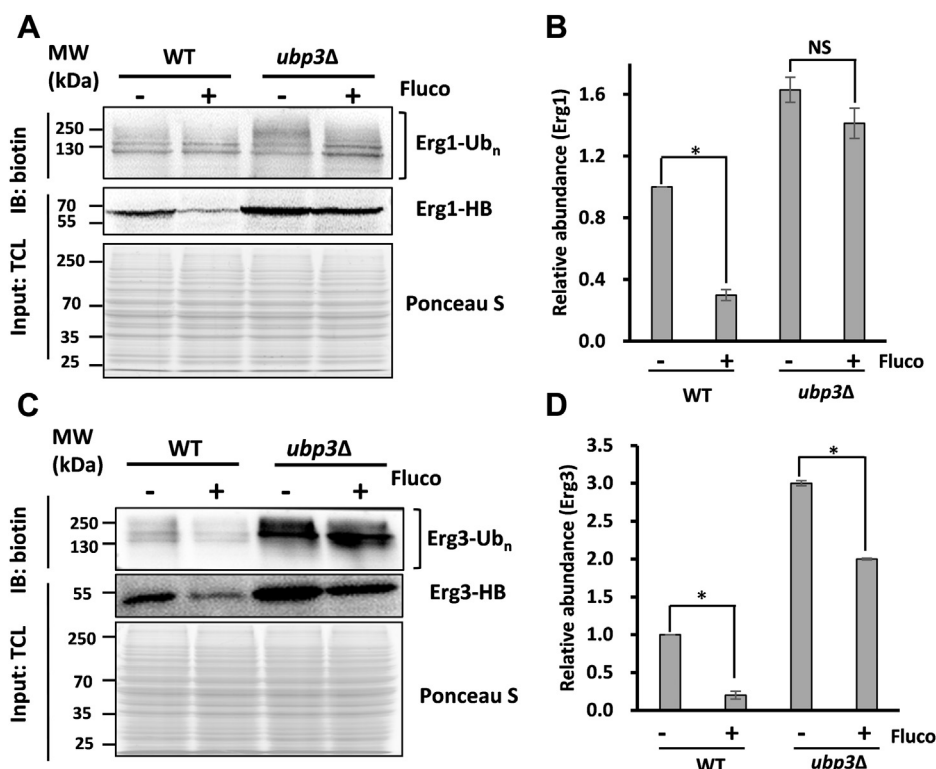 A
MW
(kDa)
WT
ubp3Δ
Fluco
- + - +
IB: biotin
250
130
Erg1-Ubn
70
55
Erg1-HB
Input: TCL
250
70
35
25
Ponceau S
B
Relative abundance (Erg1)
1.6
1.2
0.8
0.4
0.0
*
NS
- + - + Fluco
WT
ubp3Δ
C
MW
(kDa)
WT
ubp3Δ
Fluco
- + - +
IB: biotin
250
130
Erg3-Ubn
55
Erg3-HB
Input: TCL
250
70
35
25
Ponceau S
D
Relative abundance (Erg3)
3.5
3.0
2.5
2.0
1.5
1.0
0.5
0.0
*
*
- + - + Fluco
WT
ubp3Δ